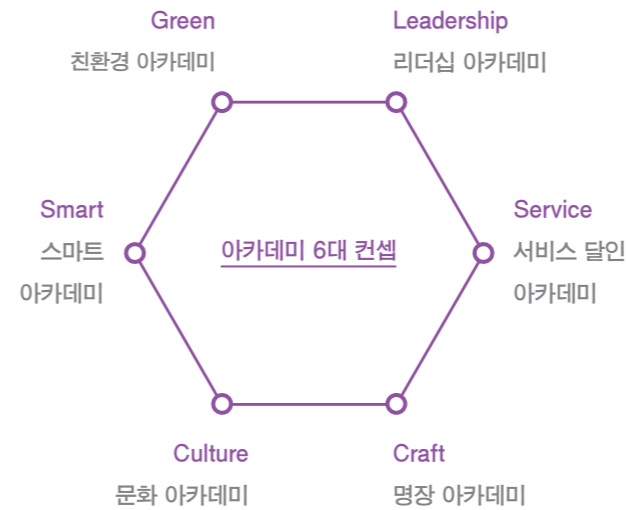 Green
친환경 아카데미
Leadership
리더십 아카데미
Smart
스마트
아카데미
아카데미 6대 컨셉
Service
서비스 달인
아카데미
Culture
문화 아카데미
Craft
명장 아카데미